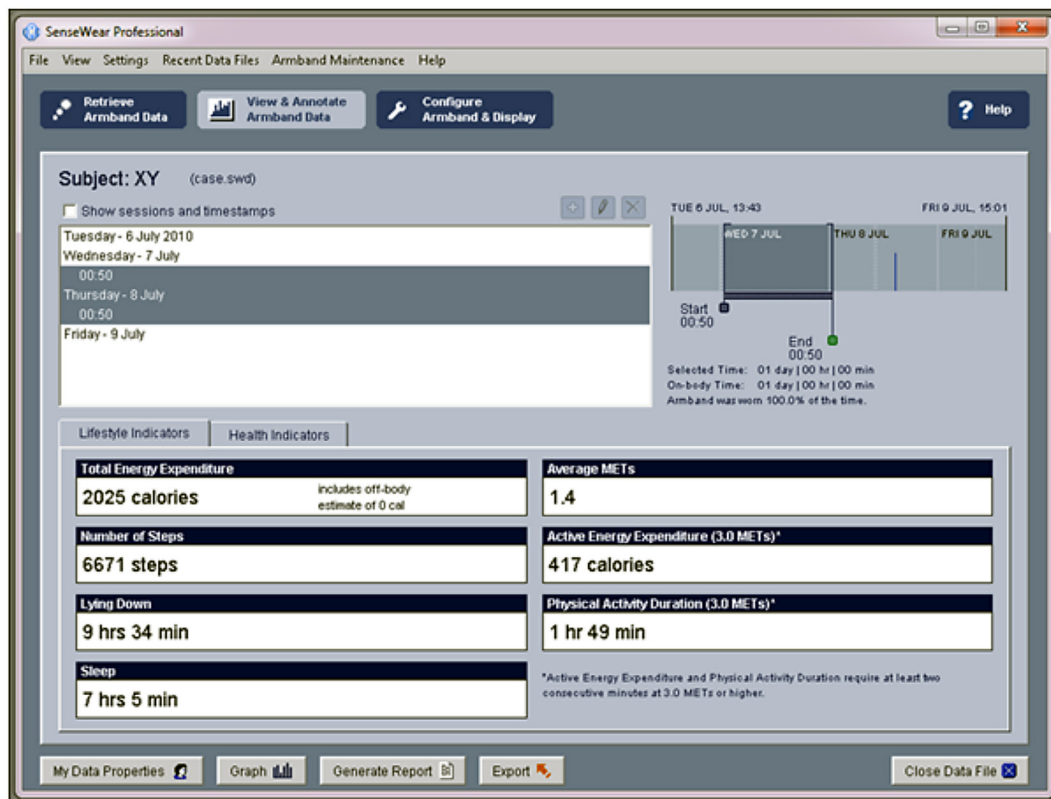 SenseWear Professional
File View Settings Recent Data Files Armband Maintenance Help
Retrieve
Armband Data
View & Annotate
Armband Data
Configure
Armband & Display
? Help
Subject: XY (case.swd)
Show sessions and timestamps
Tuesday - 6 July 2010
Wednesday - 7 July
00:50
Thursday - 8 July
00:50
Friday - 9 July
TUE 6 JUL, 13:43 FRI 9 JUL, 15:01
WED 7 JUL THU 8 JUL FRI 9 JUL
Start
00:50
End
00:50
Selected Time: 01 day | 00 hr | 00 min
On-body Time: 01 day | 00 hr | 00 min
Armband was worn 100.0% of the time.
Lifestyle Indicators Health Indicators
Total Energy Expenditure
2025 calories
includes off-body
estimate of 0 cal
Average METs
1.4
Number of Steps
6671 steps
Active Energy Expenditure (3.0 METs)*
417 calories
Lying Down
9 hrs 34 min
Physical Activity Duration (3.0 METs)*
1 hr 49 min
Sleep
7 hrs 5 min
*Active Energy Expenditure and Physical Activity Duration require at least two
consecutive minutes at 3.0 METs or higher.
My Data Properties Graph Generate Report Export Close Data File